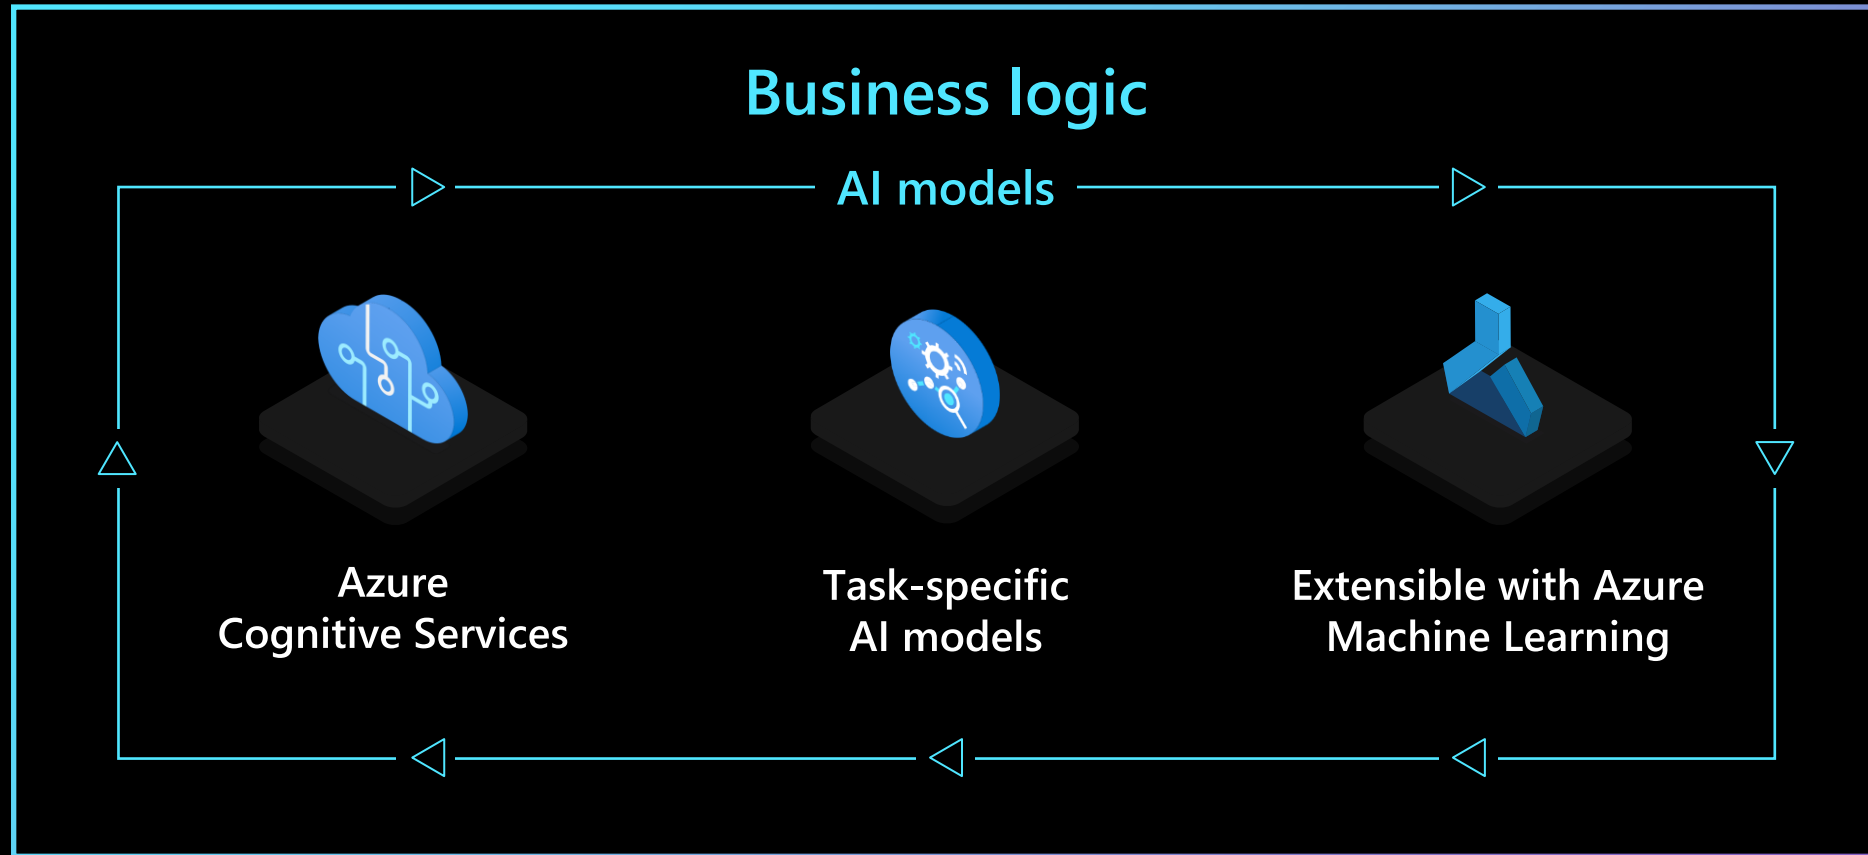 Business logic
AI models
Azure
Cognitive Services
Task-specific
AI models
Extensible with Azure
Machine Learning